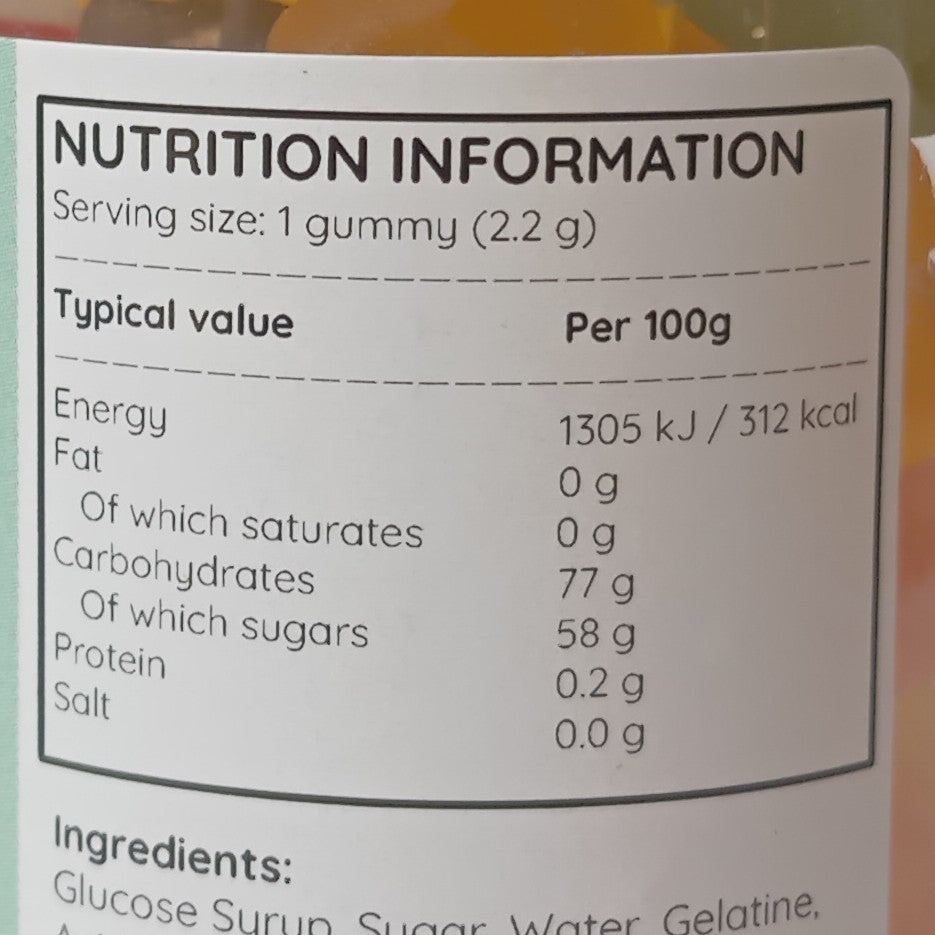 NUTRITION INFORMATION
Serving size: 1 gummy (2.2 g)
Typical value Per 100g
Energy 1305 kJ / 312 kcal
Fat 0 g
Of which saturates 0 g
Carbohydrates 77 g
Of which sugars 58 g
Protein 0.2 g
Salt 0.0 g
Ingredients:
Glucose Syrup, Sugar, Water, Gelatine,